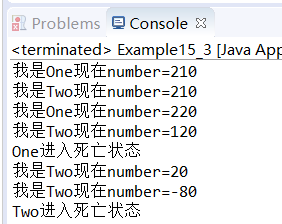 Problems Console
<terminated> Example15_3 [Java App
我是One现在number=210
我是Two现在number=210
我是One现在number=220
我是Two现在number=120
One进入死亡状态
我是Two现在number=20
我是Two现在number=-80
Two进入死亡状态